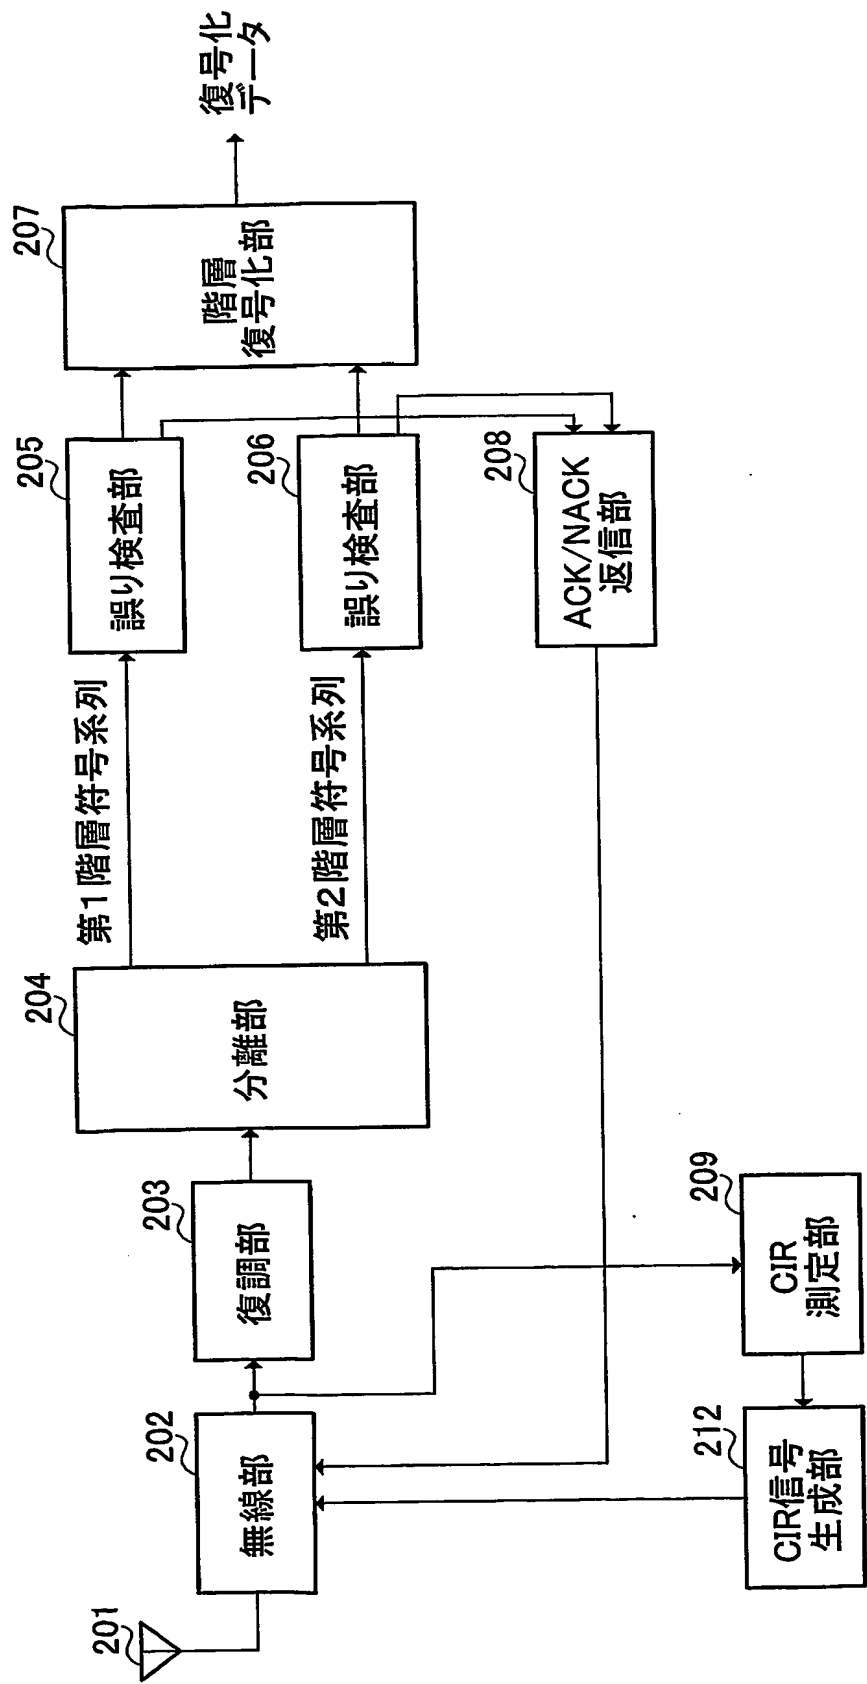 201
202
無線部
203
復調部
204
分離部
第1階層符号系列
第2階層符号系列
205
誤り検査部
206
誤り検査部
207
階層
復号化部
復号化
データ
208
ACK/NACK
返信部
209
CIR
測定部
212
CIR信号
生成部